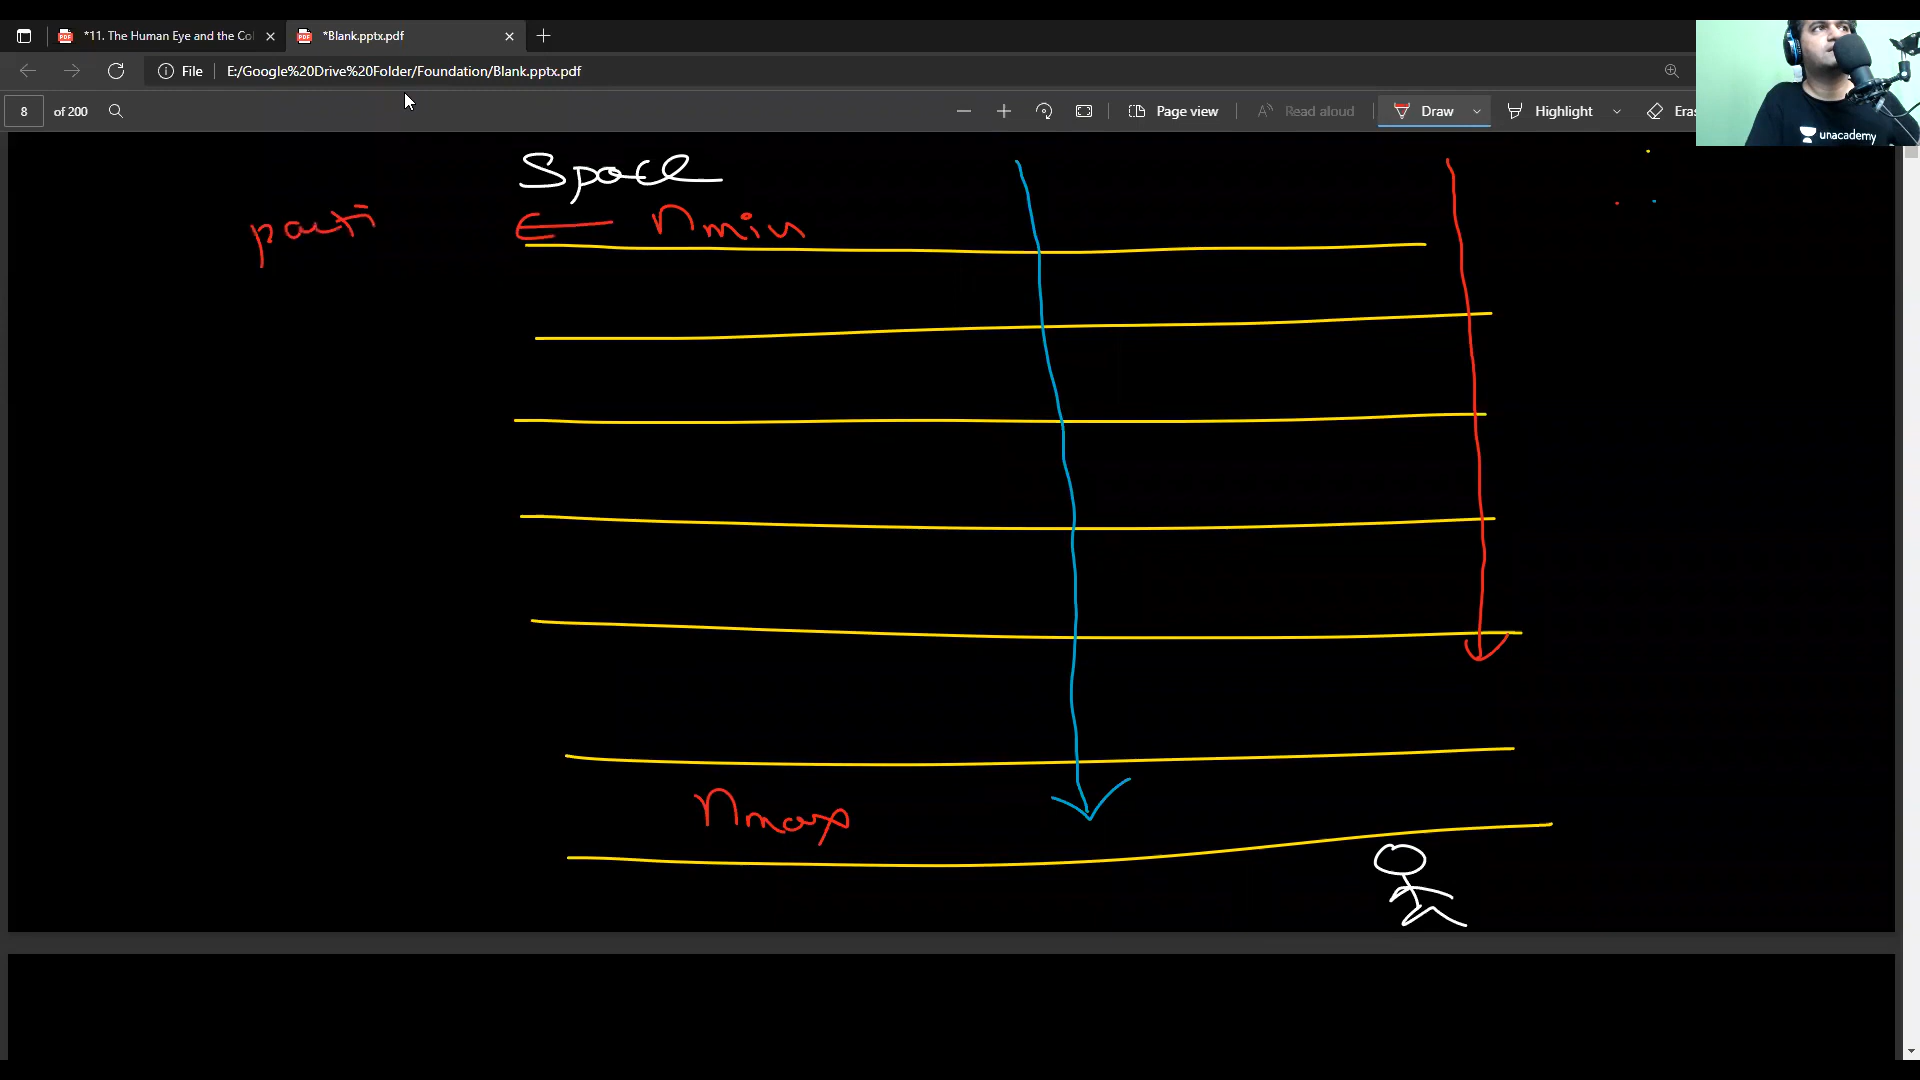 *11. The Human Eye and the Col
*Blank.pptx.pdf
File
E:/Google%20Drive%20Folder/Foundation/Blank.pptx.pdf
8 of 200
Page view
Read aloud
Draw
Highlight
Eras
unacademy
Space
nmin
nmax